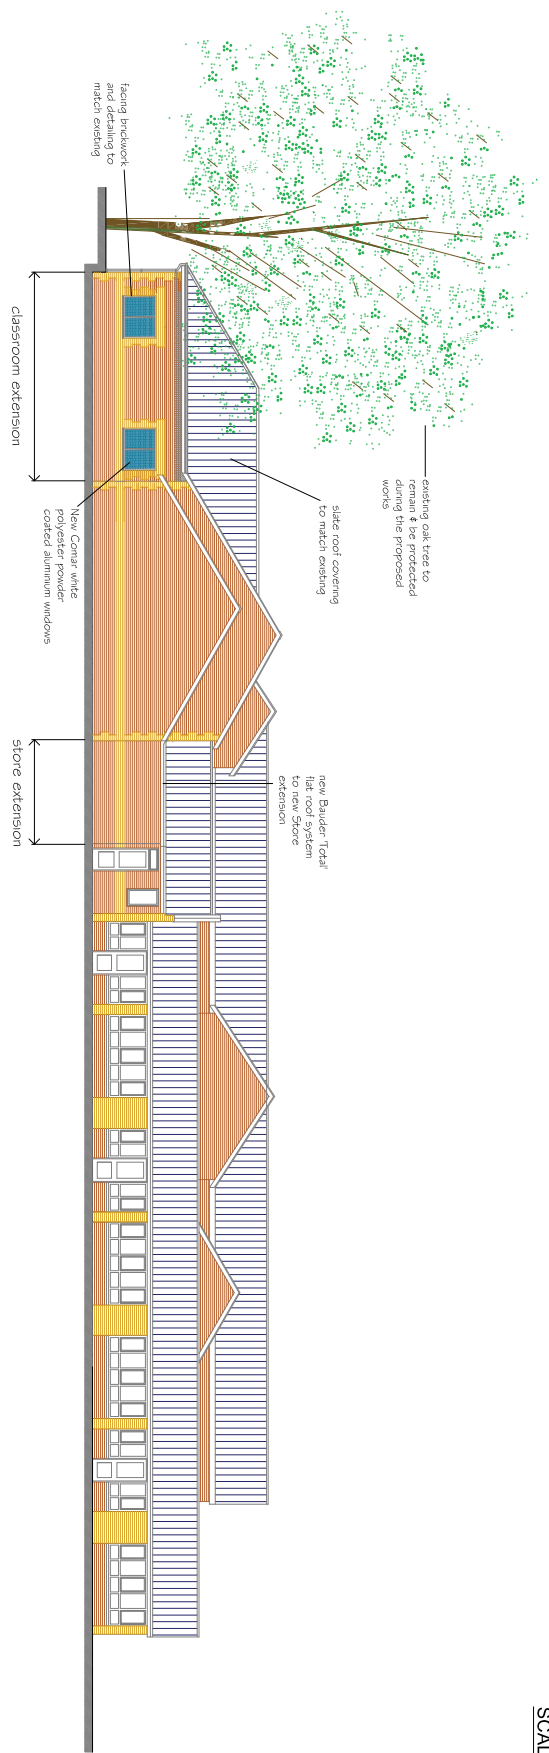 facing brickwork
and detailing to
match existing
classroom extension
existing oak tree to
remain & be protected
during the proposed
works
slate roof covering
to match existing
New Comar white
polyester powder
coated aluminium windows
store extension
new Bauder 'Total'
flat roof system
to new Store
extension
SCAL